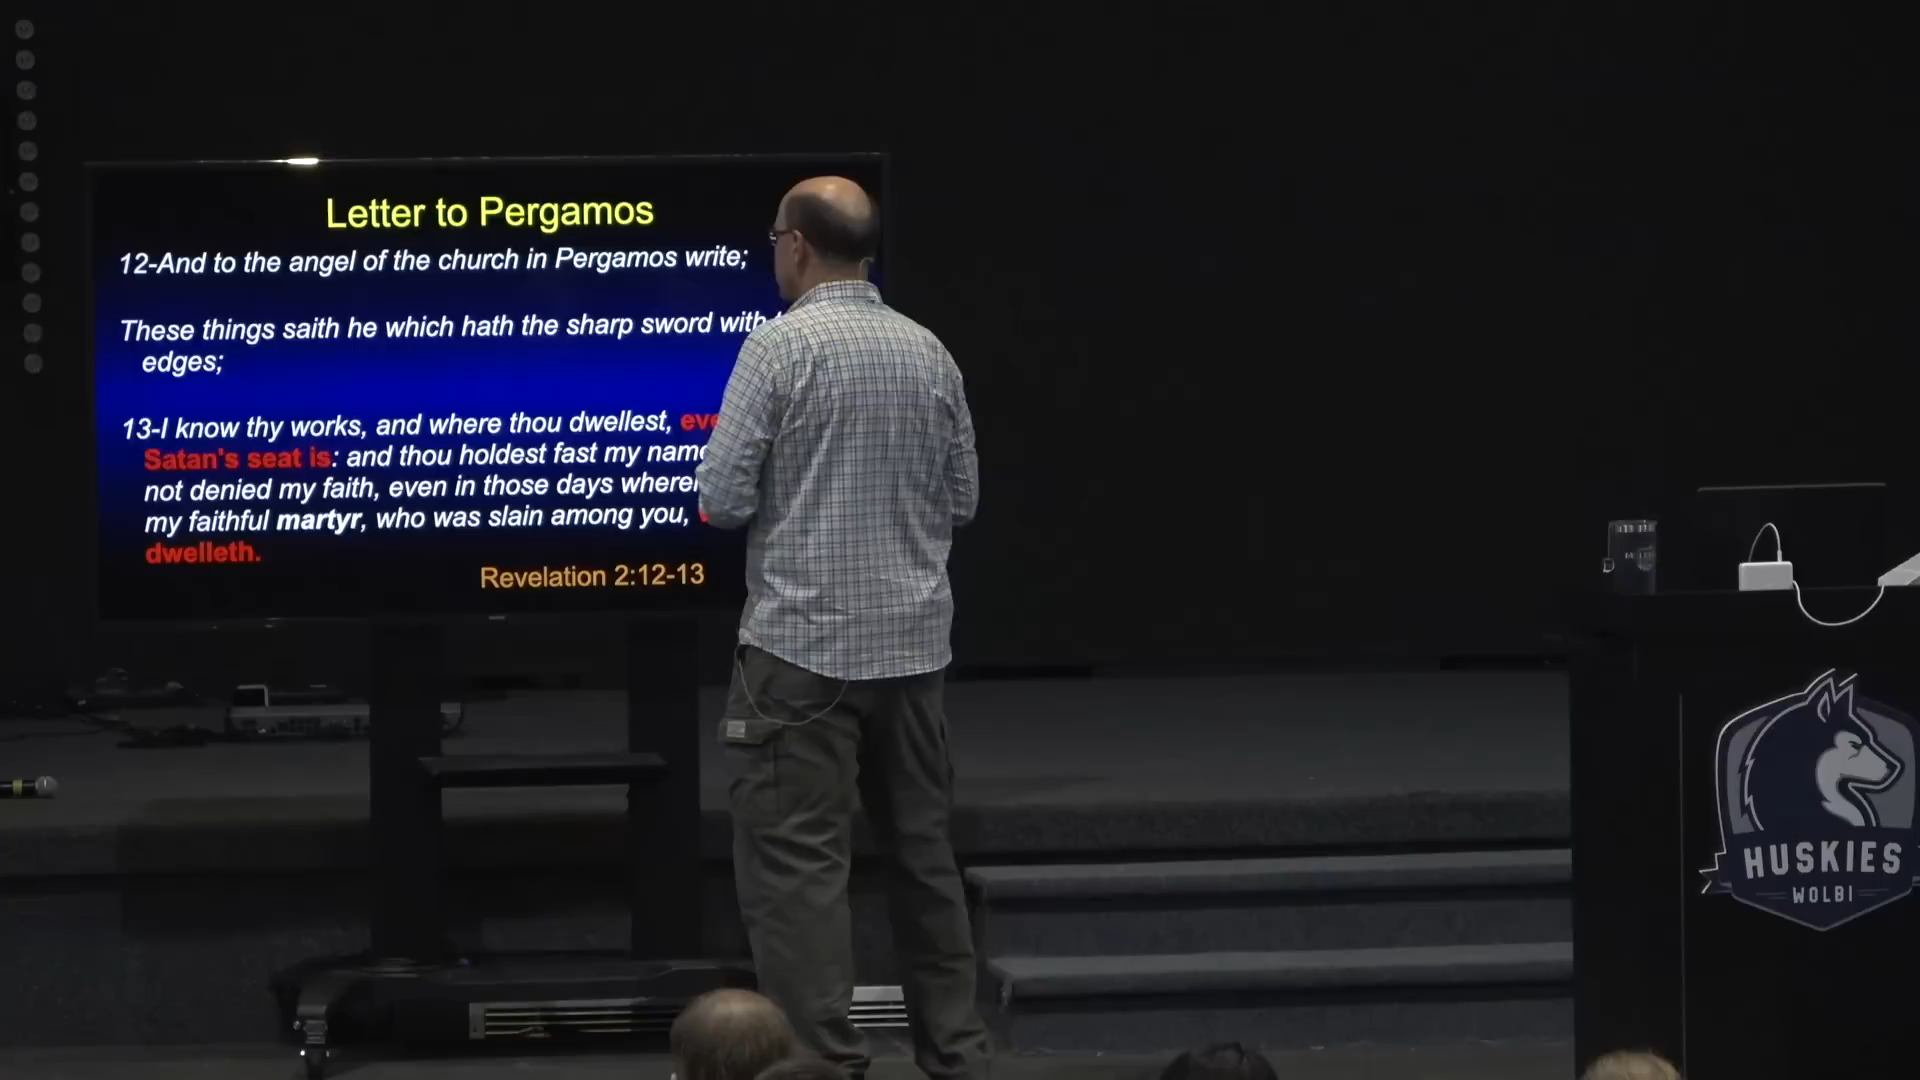 Letter to Pergamos
12-And to the angel of the church in Pergamos write;
These things saith he which hath the sharp sword with
edges;
13-I know thy works, and where thou dwellest,
Satan's seat is: and thou holdest fast my name
not denied my faith, even in those days
my faithful martyr, who was slain among you,
dwelleth.
Revelation 2:12-13
HUSKIES
WOLBI